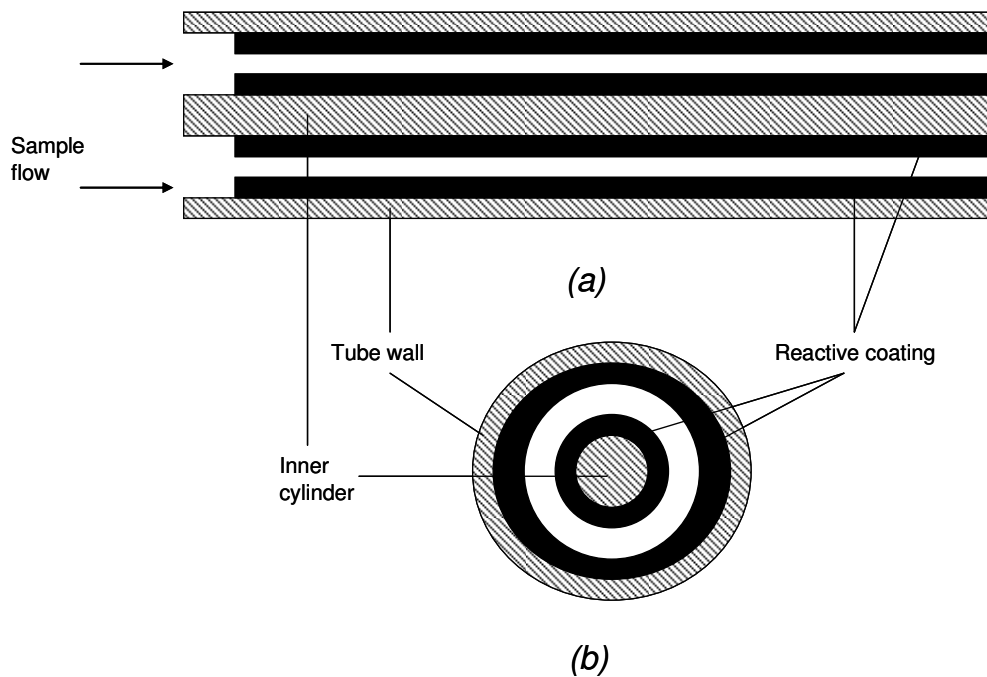 Sample
flow
(a)
Tube wall
Reactive coating
Inner
cylinder
(b)